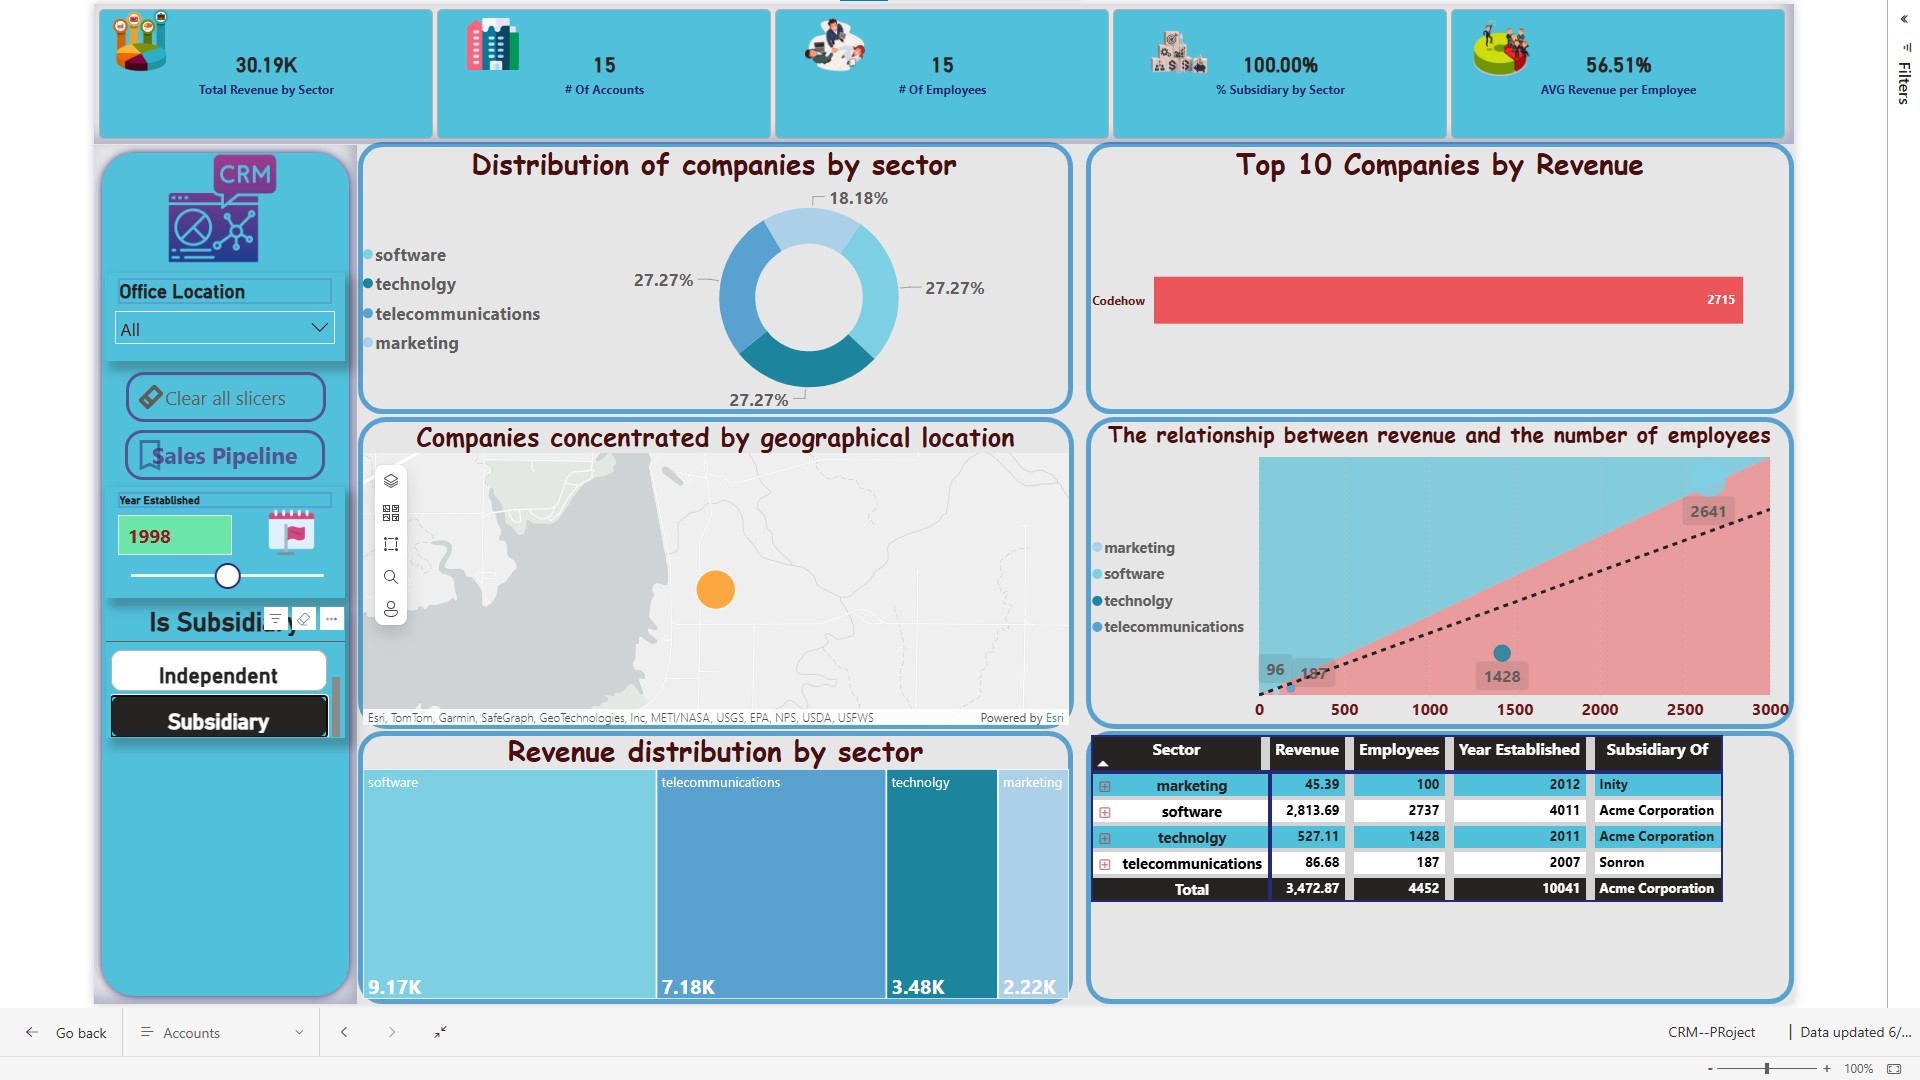 30.19K
Total Revenue by Sector
15
# Of Accounts
15
# Of Employees
100.00%
% Subsidiary by Sector
56.51%
AVG Revenue per Employee
Filters
CRM
Office Location
All
Clear all slicers
Sales Pipeline
Year Established
1998
Is Subsidiary
Independent
Subsidiary
Distribution of companies by sector
software
technolgy
telecommunications
marketing
18.18%
27.27%
27.27%
27.27%
Top 10 Companies by Revenue
Codehow
2715
Companies concentrated by geographical location
Esri, TomTom, Garmin, SafeGraph, GeoTechnologies, Inc, METI/NASA, USGS, EPA, NPS, USDA, USFWS
Powered by Esri
The relationship between revenue and the number of employees
marketing
software
technolgy
telecommunications
2641
96
187
1428
0 500 1000 1500 2000 2500 3000
Revenue distribution by sector
software
telecommunications
technolgy
marketing
9.17K
7.18K
3.48K
2.22K
Sector Revenue Employees Year Established Subsidiary Of
marketing 45.39 100 2012 Inity
software 2,813.69 2737 4011 Acme Corporation
technolgy 527.11 1428 2011 Acme Corporation
telecommunications 86.68 187 2007 Sonron
Total 3,472.87 4452 10041 Acme Corporation
Go back
Accounts
CRM--PRoject | Data updated 6/...
- + 100%